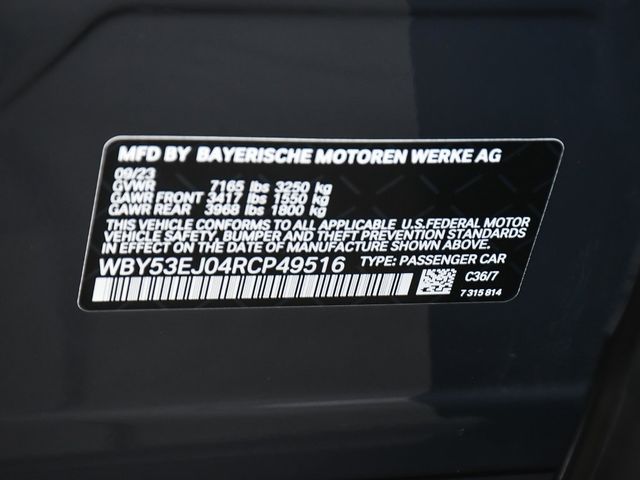 MFD BY BAYERISCHE MOTOREN WERKE AG
09/23
GVWR 7165 lbs 3250 kg
GAWR FRONT 3417 lbs 1550 kg
GAWR REAR 3968 lbs 1800 kg
THIS VEHICLE CONFORMS TO ALL APPLICABLE U.S.FEDERAL MOTOR
VEHICLE SAFETY, BUMPER AND THEFT PREVENTION STANDARDS
IN EFFECT ON THE DATE OF MANUFACTURE SHOWN ABOVE.
WBY53EJ04RCP49516 TYPE: PASSENGER CAR
C36/7
7 315 814